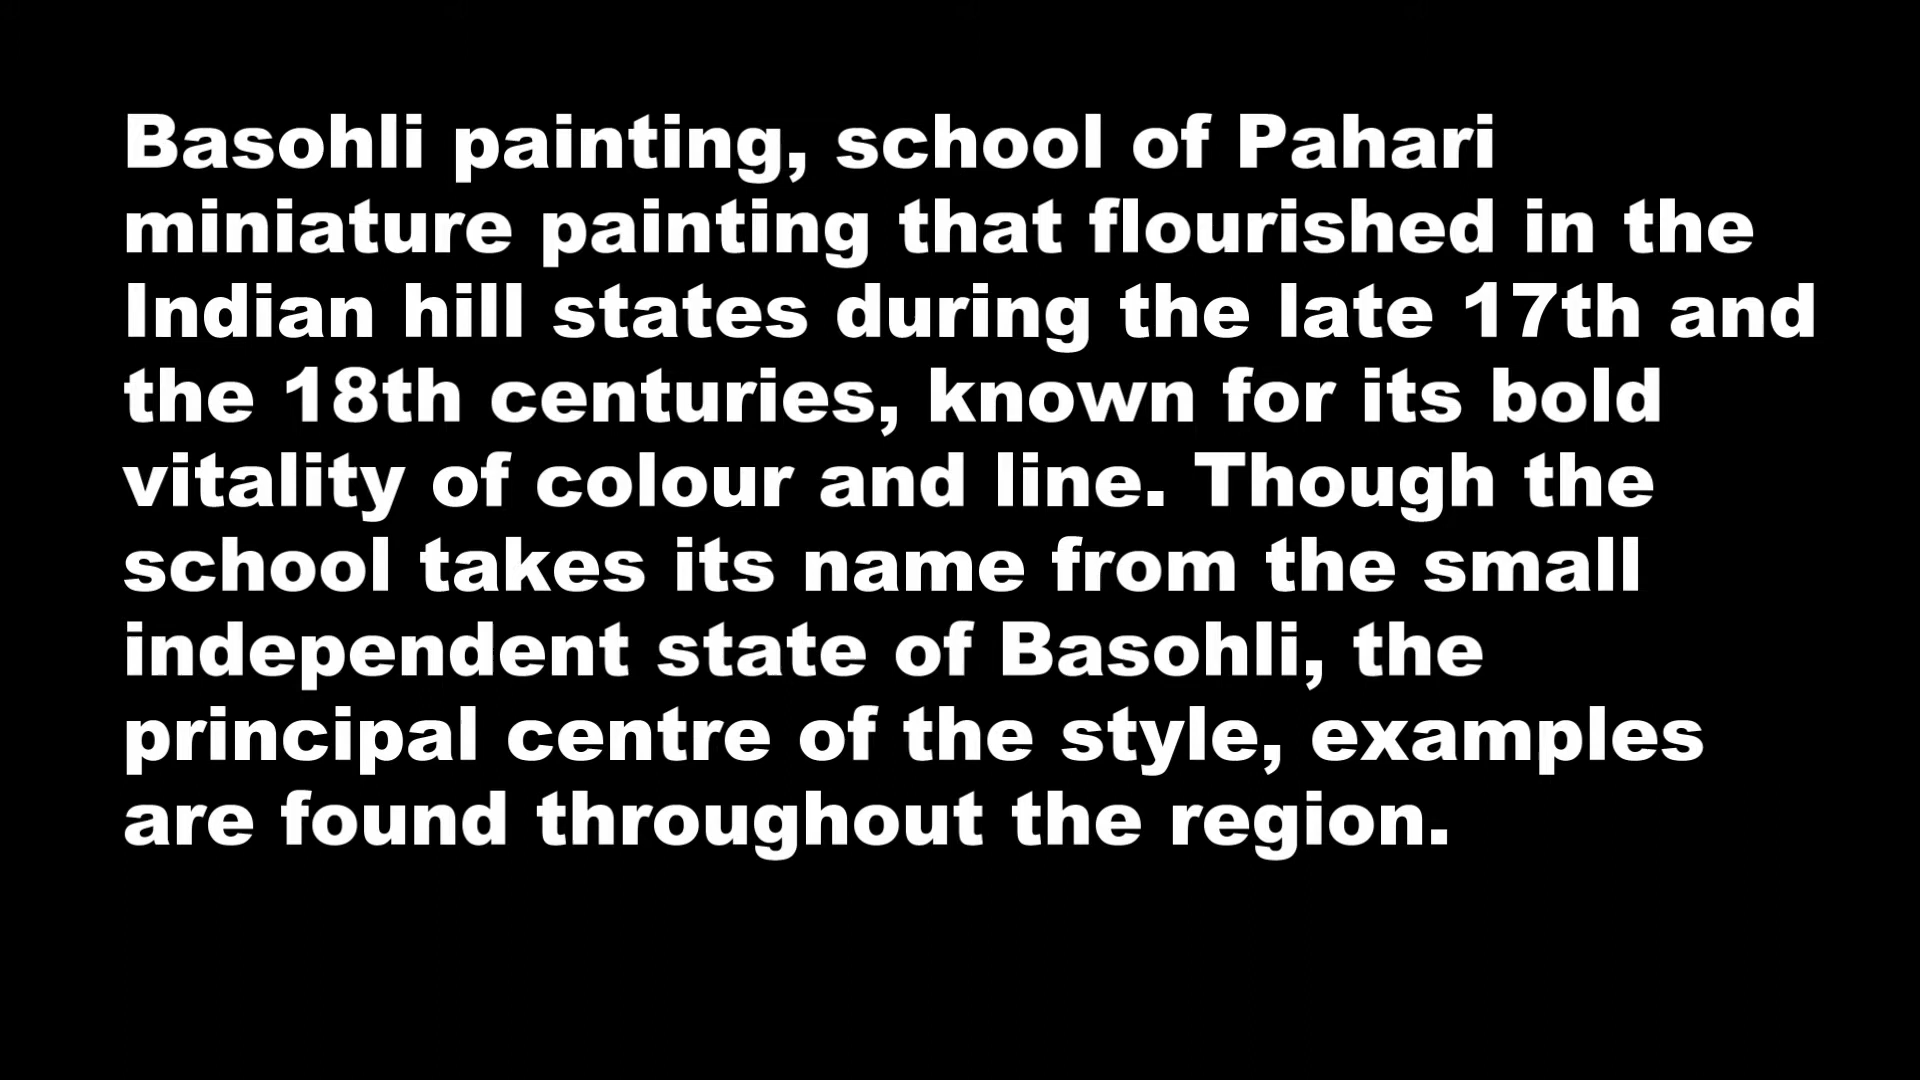 Basohli painting, school of Pahari
miniature painting that flourished in the
Indian hill states during the late 17th and
the 18th centuries, known for its bold
vitality of colour and line. Though the
school takes its name from the small
independent state of Basohli, the
principal centre of the style, examples
are found throughout the region.